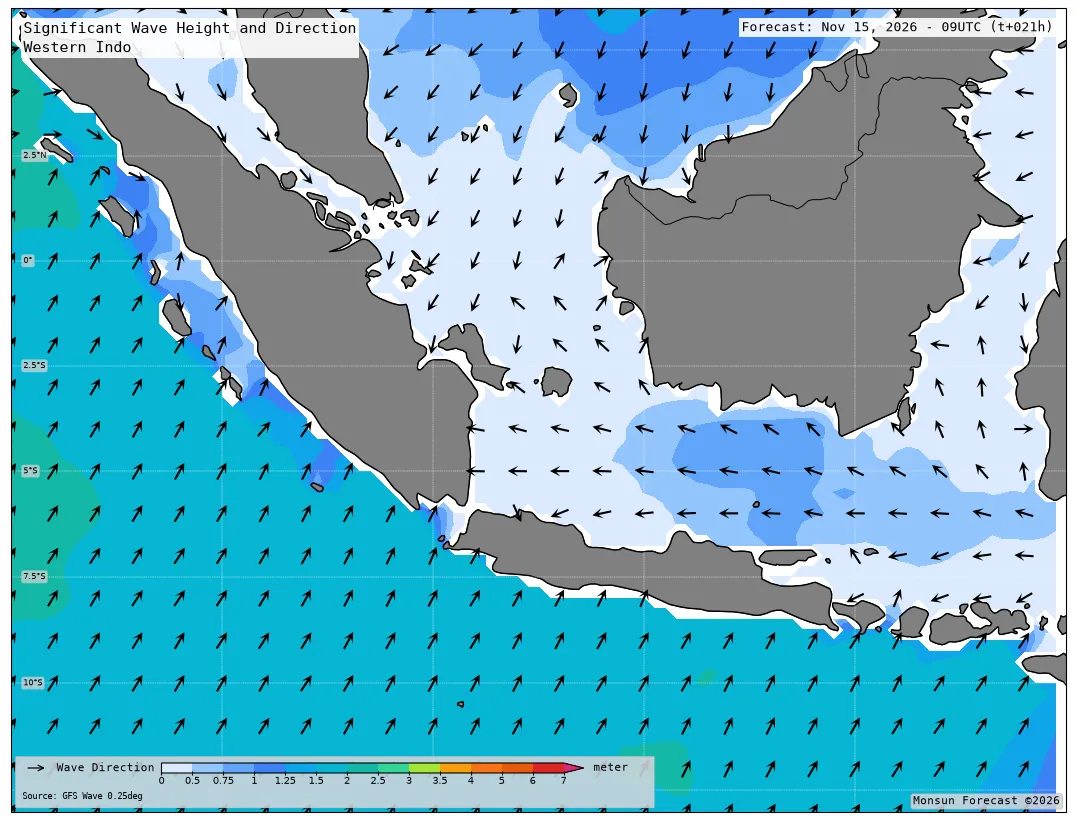 Significant Wave Height and Direction
Western Indo
Forecast: Nov 15, 2026 - 09UTC (t+021h)
2.5°N
0°
2.5°S
5°S
7.5°S
10°S
Wave Direction
0 0.5 0.75 1 1.25 1.5 2 2.5 3 3.5 4 5 6 7
meter
Source: GFS Wave 0.25deg
Monsun Forecast ©2026